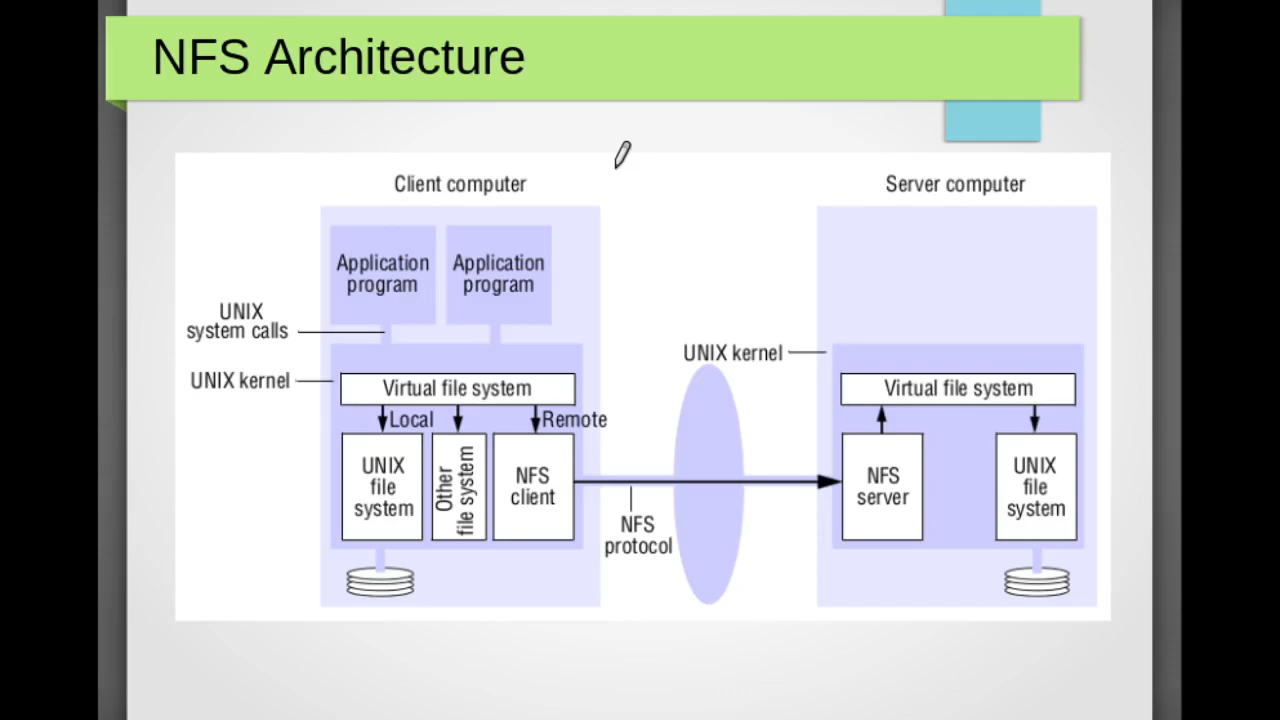 NFS Architecture
Client computer
Server computer
Application
program
Application
program
UNIX
system calls
UNIX kernel
Virtual file system
Local
Remote
UNIX
file
system
Other
file system
NFS
client
NFS
protocol
UNIX kernel
Virtual file system
NFS
server
UNIX
file
system